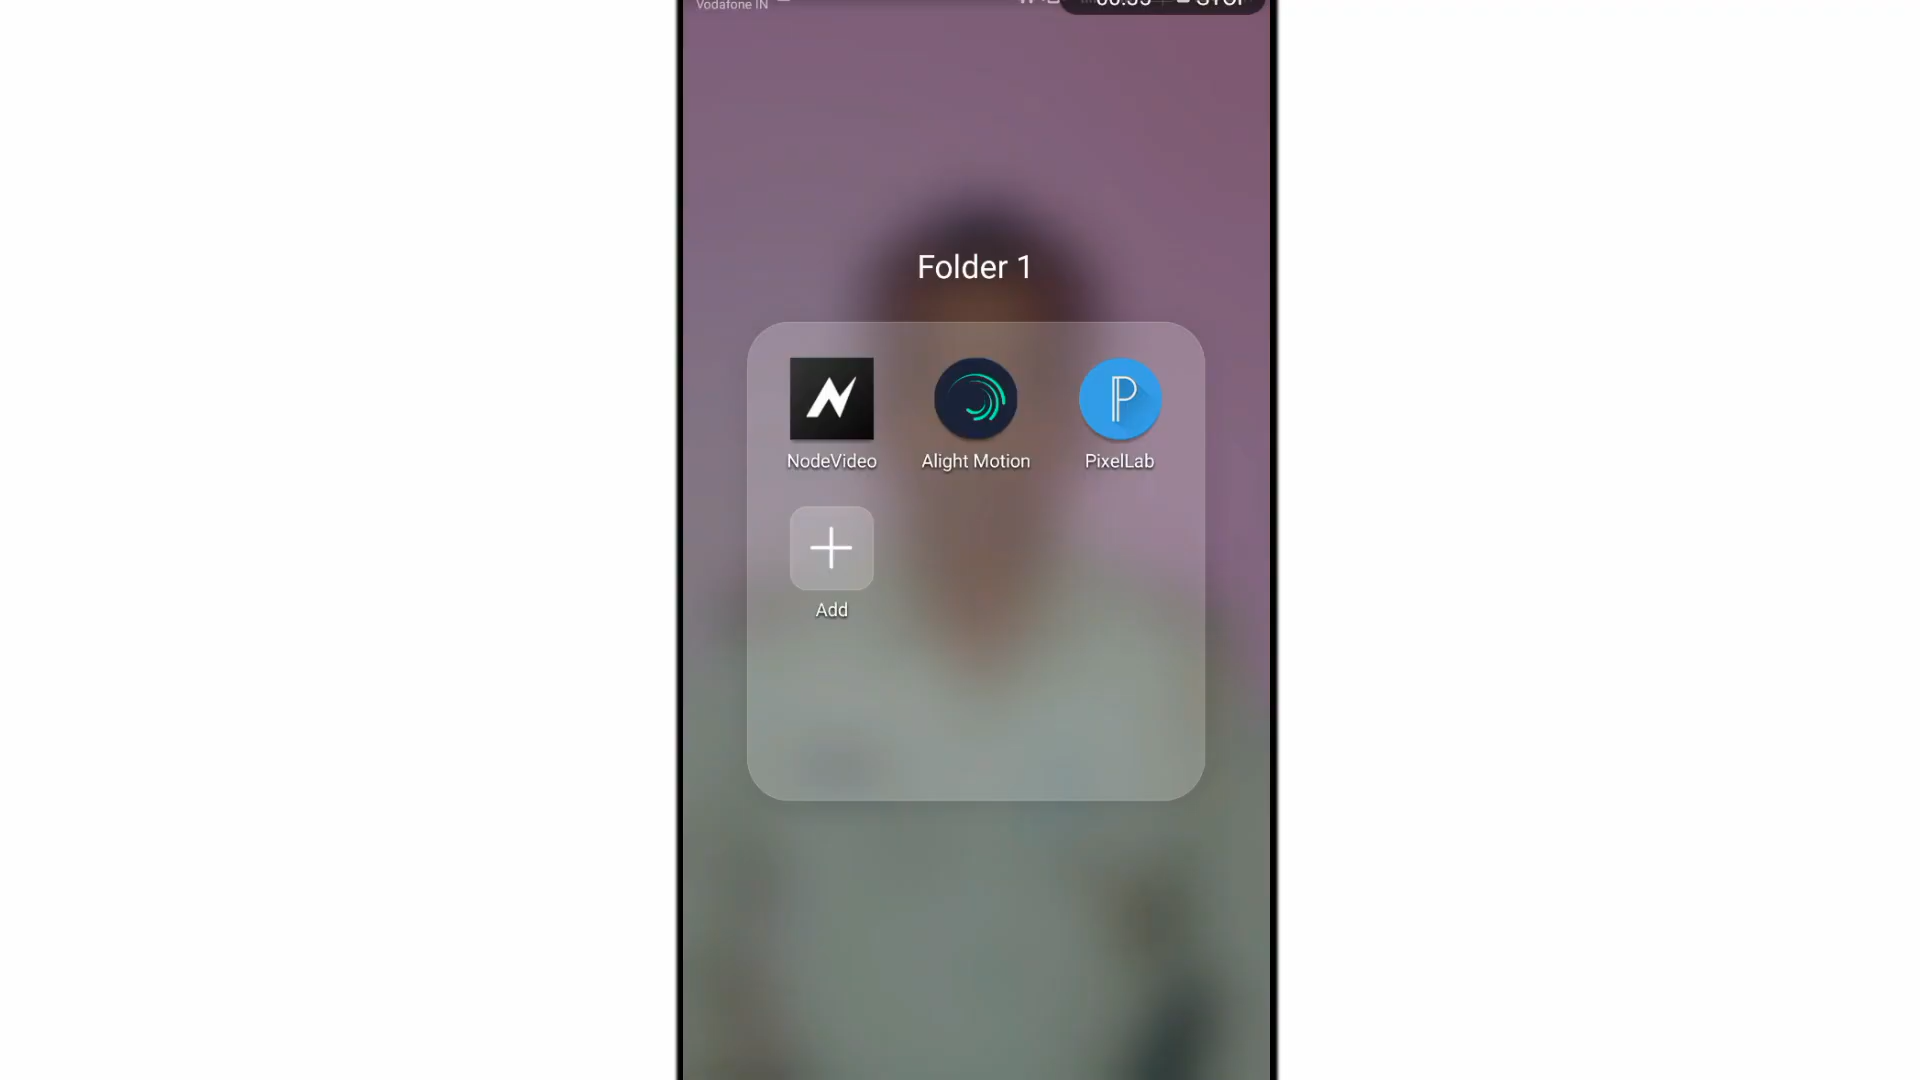 Vodafone IN
Folder 1
NodeVideo
Alight Motion
PixelLab
Add